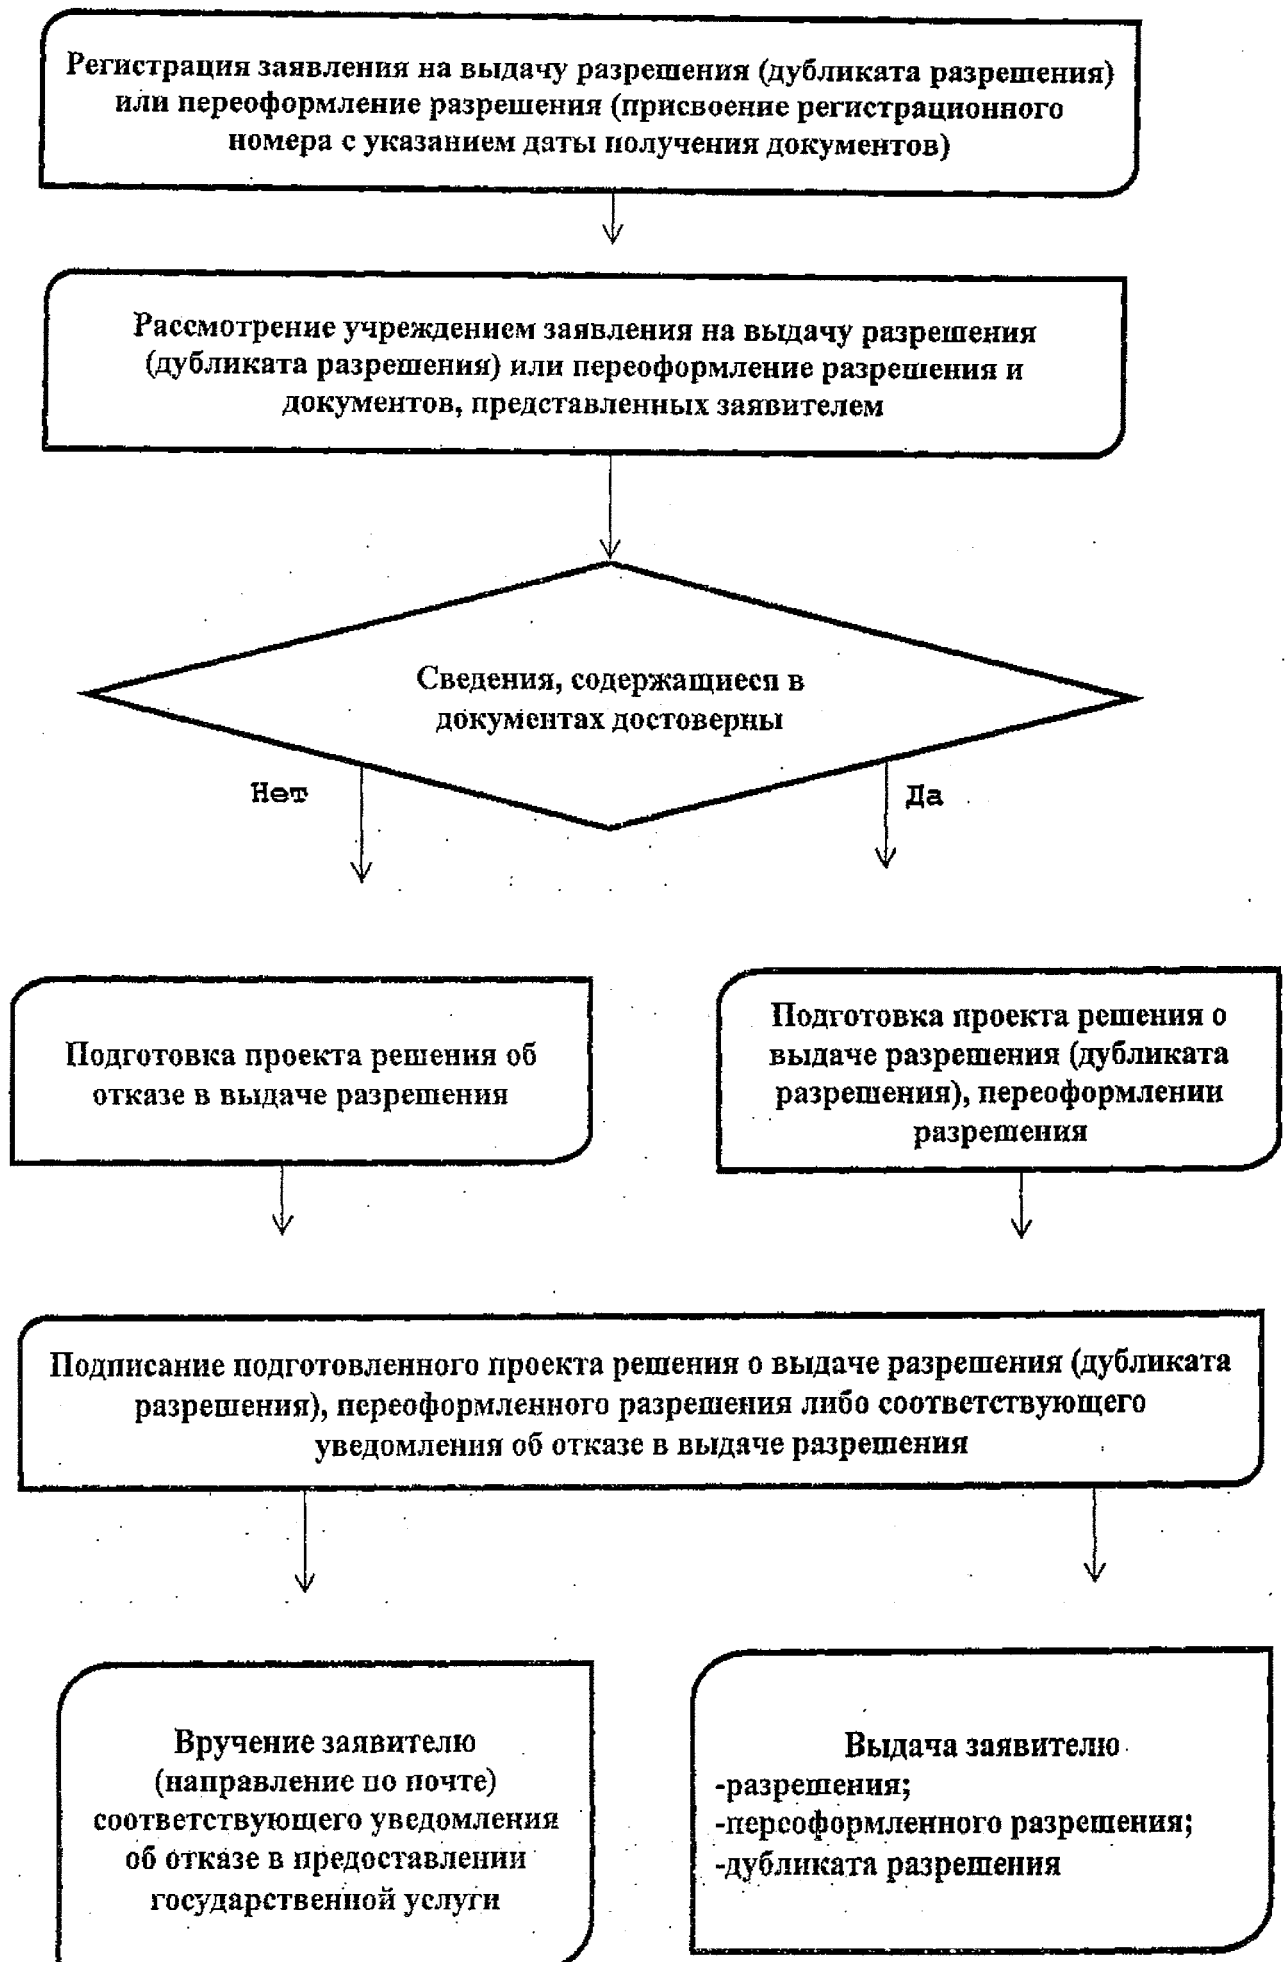 Регистрация заявления на выдачу разрешения (дубликата разрешения)
или переоформление разрешения (присвоение регистрационного
номера с указанием даты получения документов)
Рассмотрение учреждением заявления на выдачу разрешения
(дубликата разрешения) или переоформление разрешения и
документов, представленных заявителем
Сведения, содержащиеся в
документах достоверны
Нет
Да
Подготовка проекта решения об
отказе в выдаче разрешения
Подготовка проекта решения о
выдаче разрешения (дубликата
разрешения), переоформлении
разрешения
Подписание подготовленного проекта решения о выдаче разрешения (дубликата
разрешения), переоформленного разрешения либо соответствующего
уведомления об отказе в выдаче разрешения
Вручение заявителю
(направление по почте)
соответствующего уведомления
об отказе в предоставлении
государственной услуги
Выдача заявителю
-разрешения;
-переоформленного разрешения;
-дубликата разрешения